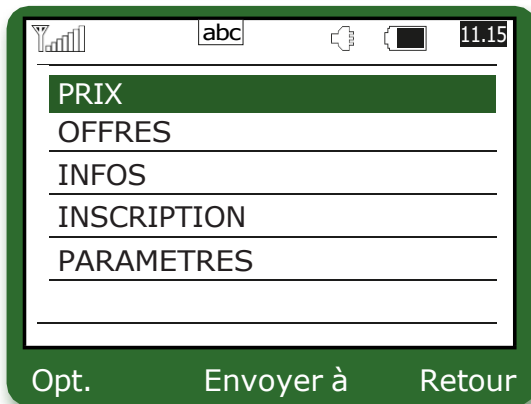 abc 11.15
PRIX
OFFRES
INFOS
INSCRIPTION
PARAMETRES
Opt. Envoyer à Retour